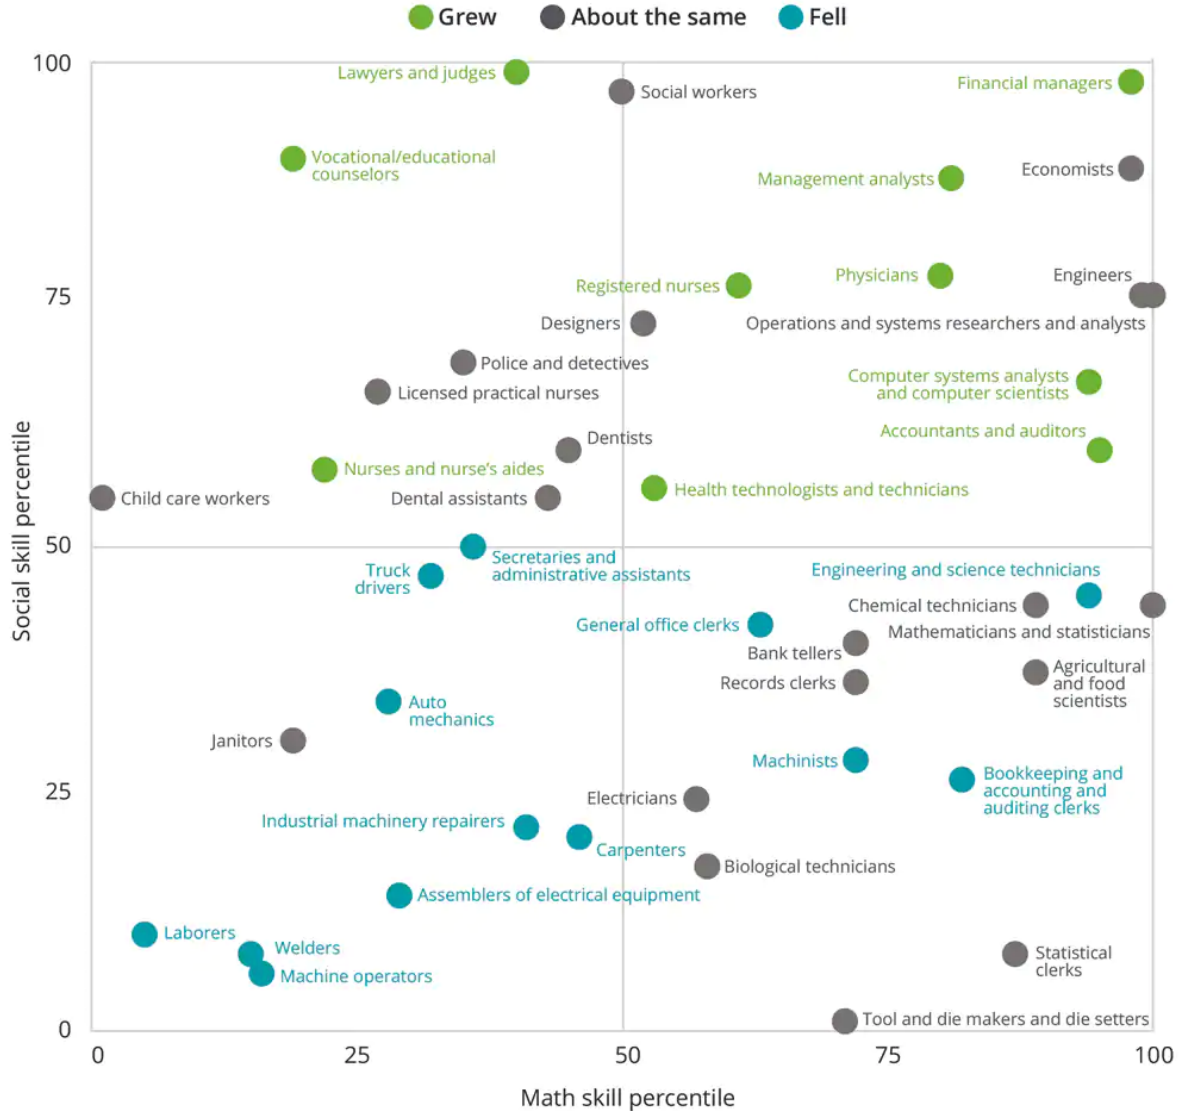 Grew About the same Fell
100
Lawyers and judges
Social workers
Financial managers
Vocational/educational
counselors
Economists
Management analysts
Physicians
Engineers
Registered nurses
75
Designers
Operations and systems researchers and analysts
Police and detectives
Licensed practical nurses
Computer systems analysts
and computer scientists
Accountants and auditors
Dentists
Nurses and nurse's aides
Health technologists and technicians
Child care workers
Dental assistants
Social skill percentile
50
Secretaries and
administrative assistants
Truck
drivers
Engineering and science technicians
Chemical technicians
General office clerks
Mathematicians and statisticians
Bank tellers
Agricultural
and food
scientists
Records clerks
Auto
mechanics
Janitors
Machinists
Bookkeeping and
accounting and
auditing clerks
25
Electricians
Industrial machinery repairers
Carpenters
Biological technicians
Assemblers of electrical equipment
Laborers
Welders
Machine operators
Statistical
clerks
Tool and die makers and die setters
0
0 25 50 75 100
Math skill percentile